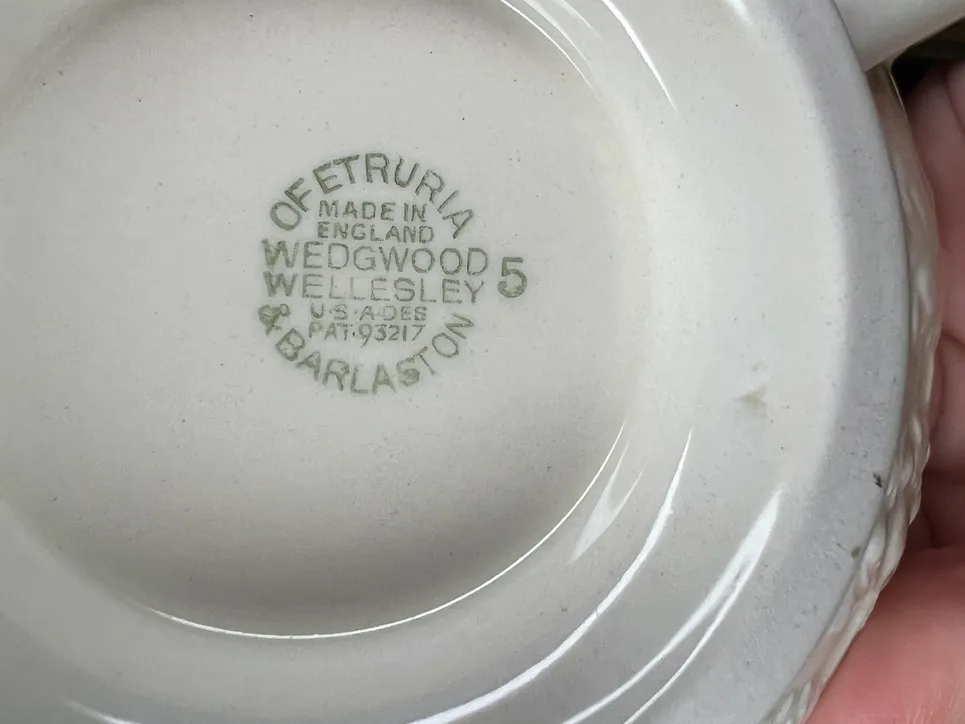 OF ETRURIA
MADE IN
ENGLAND
WEDGWOOD 5
WELLESLEY
U·S·A·DES
PAT·93217
& BARLASTON